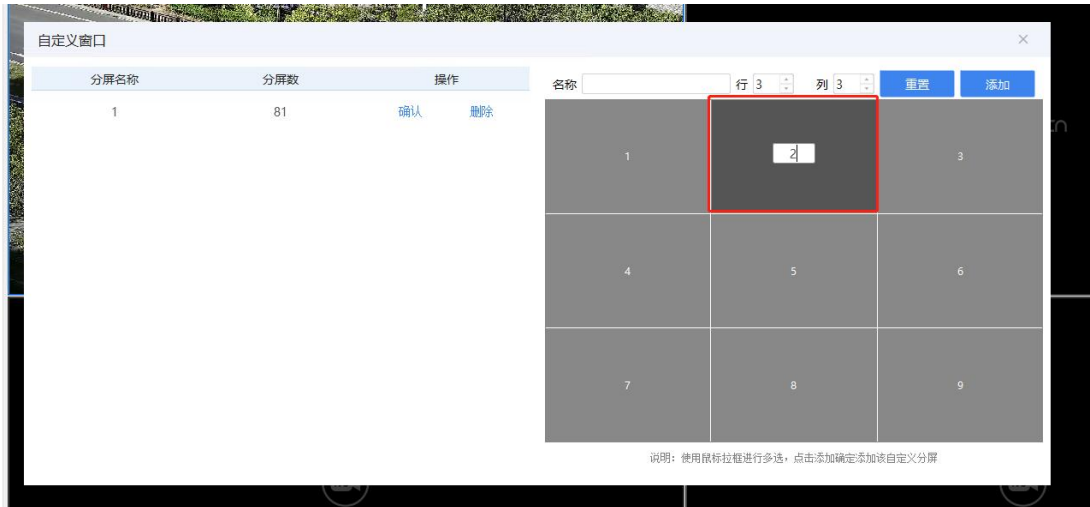 自定义窗口
分屏名称 分屏数 操作
1 81 确认 删除
名称 行 3 列 3 重置 添加
1 2 3
4 5 6
7 8 9
说明：使用鼠标拉框进行多选，点击添加确定添加该自定义分屏